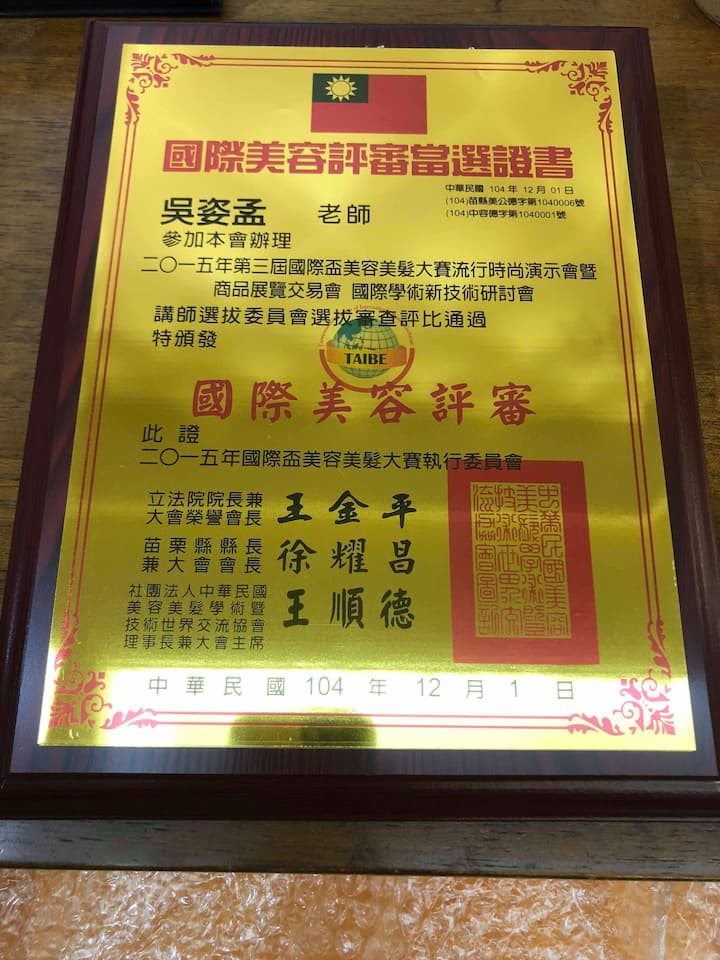 國際美容評審當選證書
中華民國 104 年 12 月 01 日
(104)苗縣美公德字第1040006號
(104)中容德字第1040001號
吳姿孟 老師
參加本會辦理
二〇一五年第三屆國際盃美容美髮大賽流行時尚演示會暨
商品展覽交易會 國際學術新技術研討會
講師選拔委員會選拔審查評比通過
特頒發
TAIBE
國際美容評審
此 證
二〇一五年國際盃美容美髮大賽執行委員會
立法院院長兼
大會榮譽會長
王金平
苗栗縣縣長
兼大會會長
徐耀昌
社團法人中華民國
美容美髮學術暨
技術世界交流協會
理事長兼大會主席
王順德
中華民國 104 年 12 月 1 日